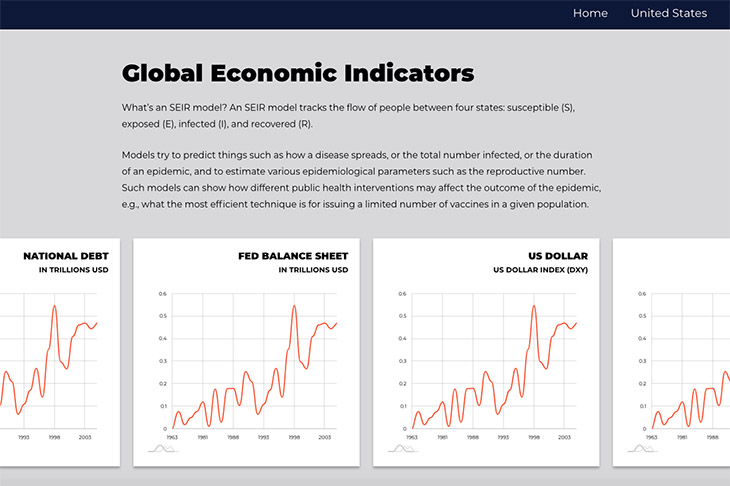 Home United States
Global Economic Indicators
What's an SEIR model? An SEIR model tracks the flow of people between four states: susceptible (S),
exposed (E), infected (I), and recovered (R).
Models try to predict things such as how a disease spreads, or the total number infected, or the duration
of an epidemic, and to estimate various epidemiological parameters such as the reproductive number.
Such models can show how different public health interventions may affect the outcome of the epidemic,
e.g., what the most efficient technique is for issuing a limited number of vaccines in a given population.
NATIONAL DEBT
IN TRILLIONS USD
1993 1998 2003
FED BALANCE SHEET
IN TRILLIONS USD
0.6
0.5
0.4
0.3
0.2
0.1
0
1963 1981 1988 1993 1998 2003
US DOLLAR
US DOLLAR INDEX (DXY)
0.6
0.5
0.4
0.3
0.2
0.1
0
1963 1981 1988 1993 1998 2003
0.6
0.5
0.4
0.3
0.2
0.1
0
1963 1981 1988